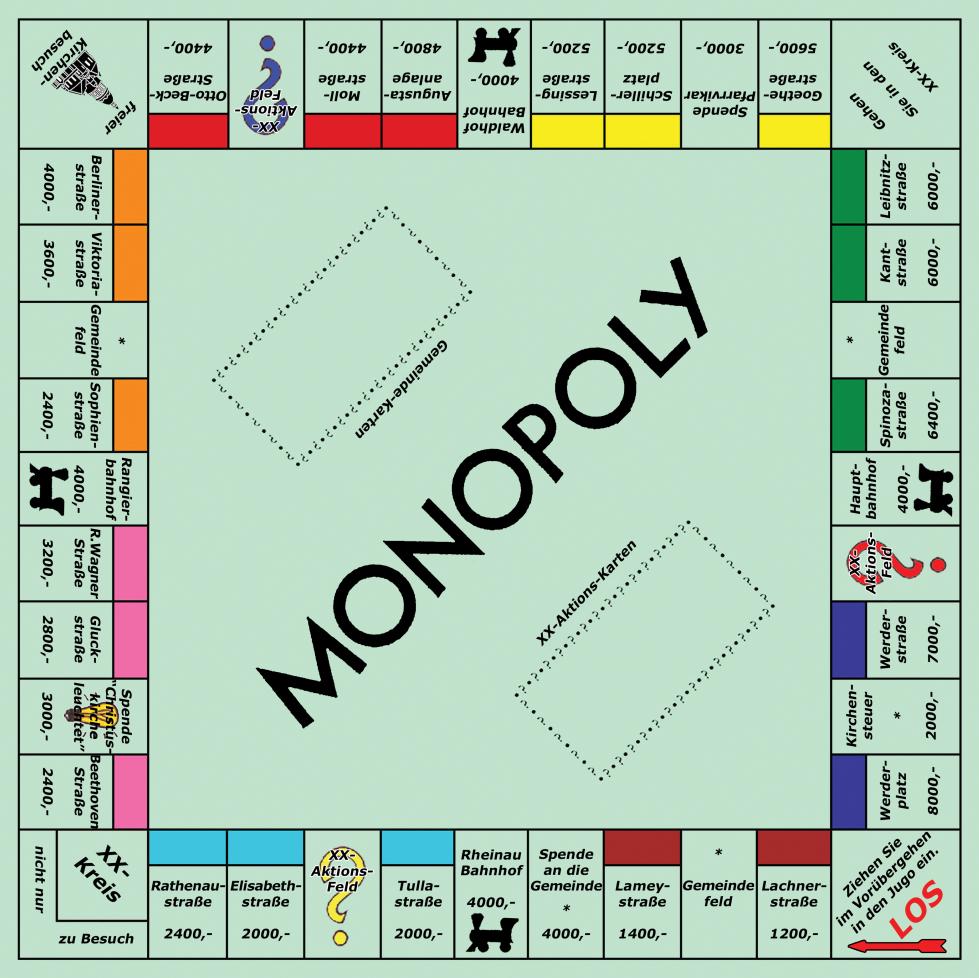 Kirchen-
besuch
freier
Otto-Beck-
Straße
4400,-
XX-
Aktions-
Feld
Moll-
straße
4400,-
Augusta-
anlage
4800,-
Waldhof
Bahnhof
4000,-
Lessing-
straße
5200,-
Schiller-
platz
5200,-
Spende
Pfarrvikar
3000,-
Goethe-
straße
5600,-
Gehen
Sie in den
XX-Kreis
Leibnitz-
straße
6000,-
Kant-
straße
6000,-
*
Gemeinde
feld
Spinoza-
straße
6400,-
Haupt-
bahnhof
4000,-
XX-
Aktions-
Feld
Werder-
straße
7000,-
Kirchen-
steuer
*
2000,-
Werder-
platz
8000,-
Ziehen Sie
im Vorübergehen
in den Jugo ein.
LOS
Lachner-
straße
1200,-
*
Gemeinde
feld
Lamey-
straße
1400,-
Spende
an die
Gemeinde
*
4000,-
Rheinau
Bahnhof
4000,-
Tulla-
straße
2000,-
XX-
Aktions-
Feld
Elisabeth-
straße
2000,-
Rathenau-
straße
2400,-
XX-
Kreis
nicht nur
zu Besuch
Beethoven
Straße
2400,-
Spende
"Christus-
kirche
leuchtet"
3000,-
Gluck-
straße
2800,-
R.Wagner
Straße
3200,-
Rangier-
bahnhof
4000,-
Sophien-
straße
2400,-
*
Gemeinde
feld
Viktoria-
straße
3600,-
Berliner-
straße
4000,-
Gemeinde-Karten
MONOPOLY
XX-Aktions-Karten